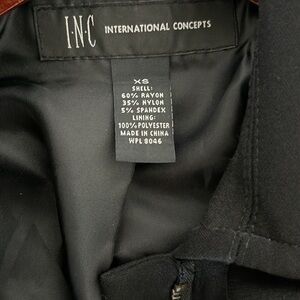 I·N·C INTERNATIONAL CONCEPTS
XS
SHELL:
60% RAYON
35% NYLON
5% SPANDEX
LINING:
100% POLYESTER
MADE IN CHINA
WPL 8046